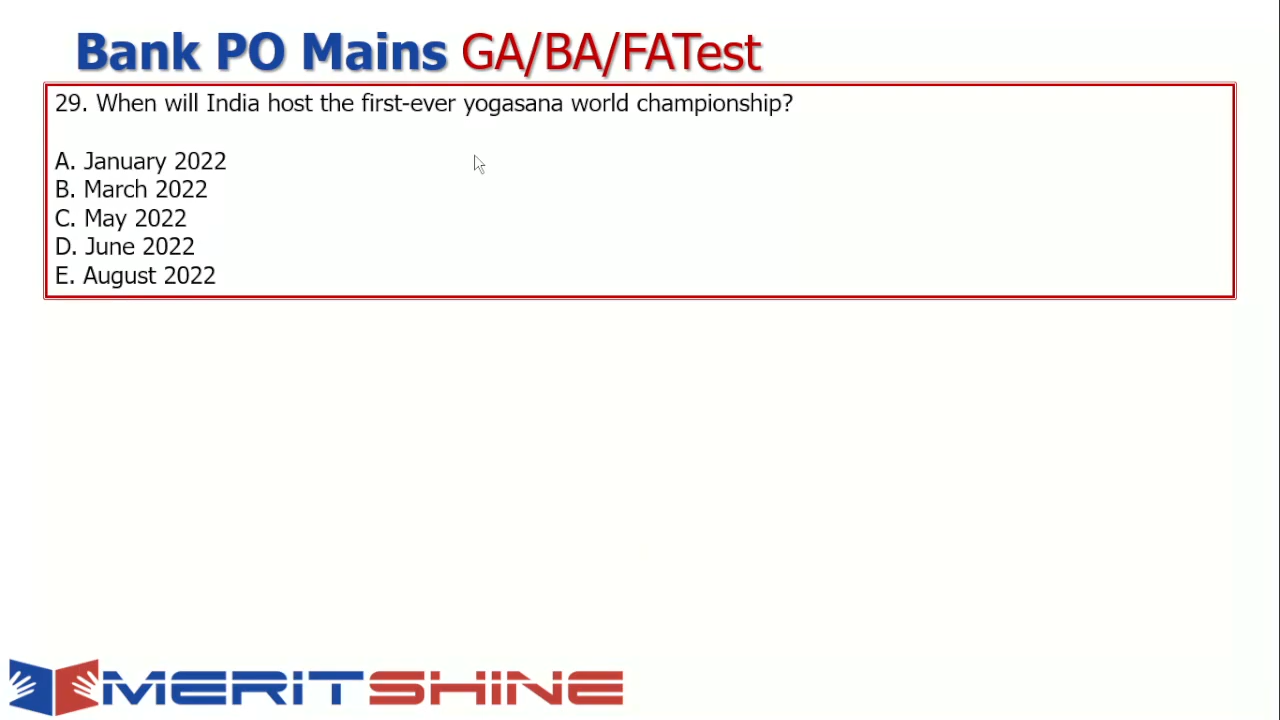 Bank PO Mains GA/BA/FATest
29. When will India host the first-ever yogasana world championship?
A. January 2022
B. March 2022
C. May 2022
D. June 2022
E. August 2022
MERITSHINE